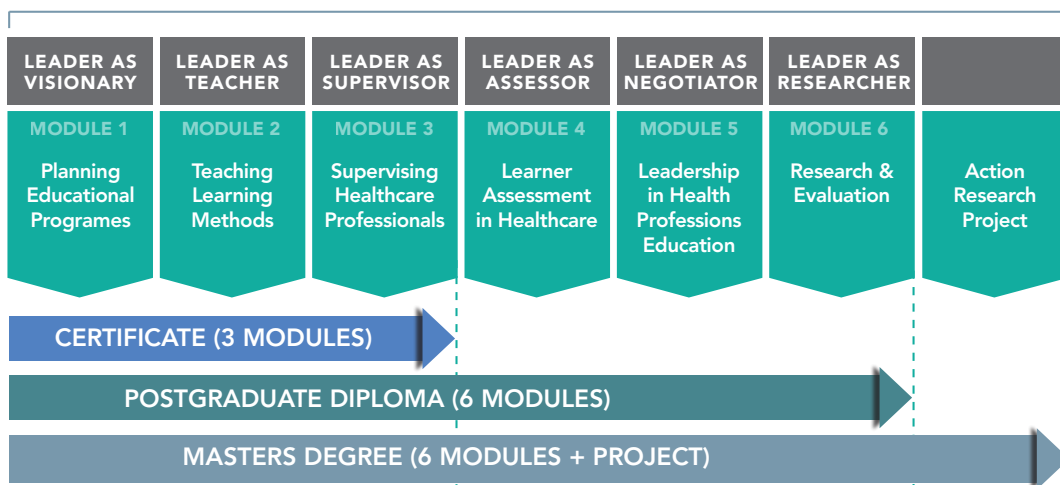 LEADER AS
VISIONARY
LEADER AS
TEACHER
LEADER AS
SUPERVISOR
LEADER AS
ASSESSOR
LEADER AS
NEGOTIATOR
LEADER AS
RESEARCHER
MODULE 1
Planning
Educational
Programes
MODULE 2
Teaching
Learning
Methods
MODULE 3
Supervising
Healthcare
Professionals
MODULE 4
Learner
Assessment
in Healthcare
MODULE 5
Leadership
in Health
Professions
Education
MODULE 6
Research &
Evaluation
Action
Research
Project
CERTIFICATE (3 MODULES)
POSTGRADUATE DIPLOMA (6 MODULES)
MASTERS DEGREE (6 MODULES + PROJECT)